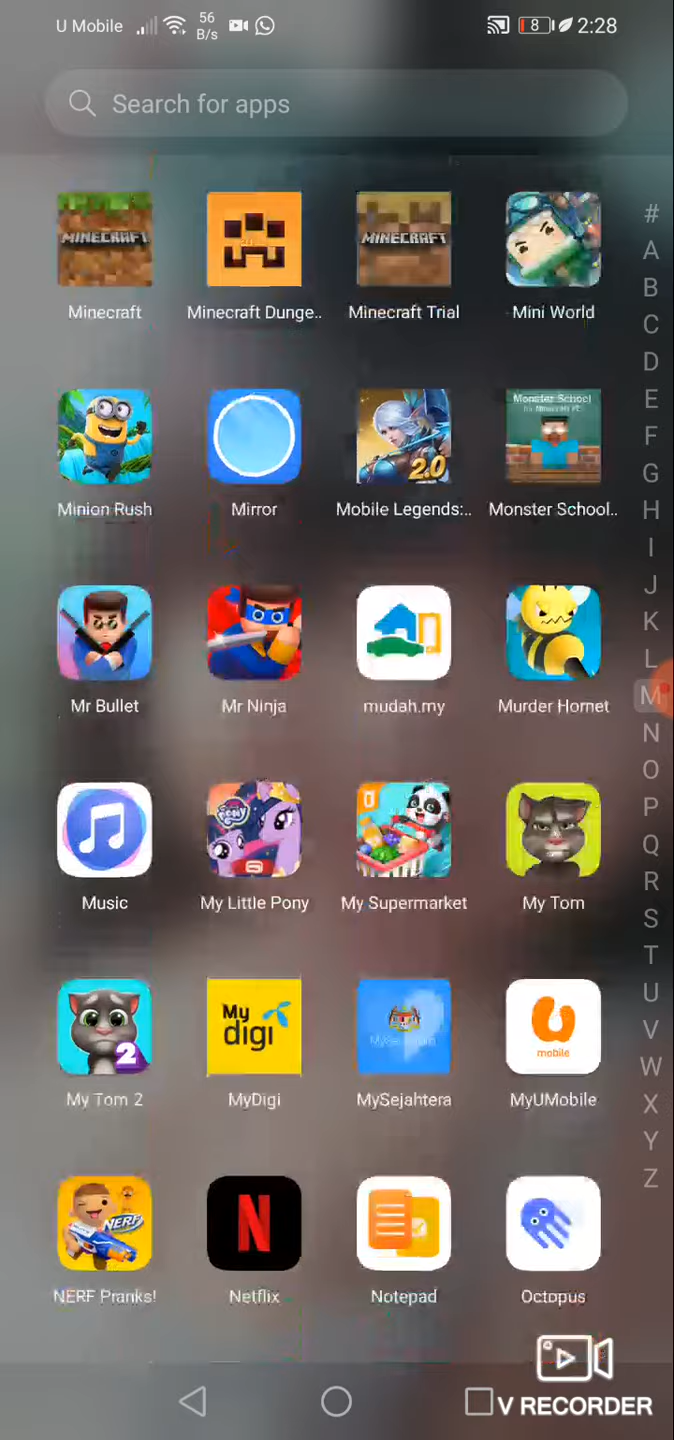 U Mobile 56 B/s 8 2:28
Search for apps
MINECRAFT MINECRAFT
Minecraft Minecraft Dunge.. Minecraft Trial Mini World
2.0 Monster School
Minion Rush Mirror Mobile Legends:.. Monster School..
Mr Bullet Mr Ninja mudah.my Murder Hornet
Music My Little Pony My Supermarket My Tom
2 My digi mobile
My Tom 2 MyDigi MySejahtera MyUMobile
NERF N
NERF Pranks! Netflix Notepad Octopus
#
A
B
C
D
E
F
G
H
I
J
K
L
M
N
O
P
Q
R
S
T
U
V
W
X
Y
Z
V RECORDER